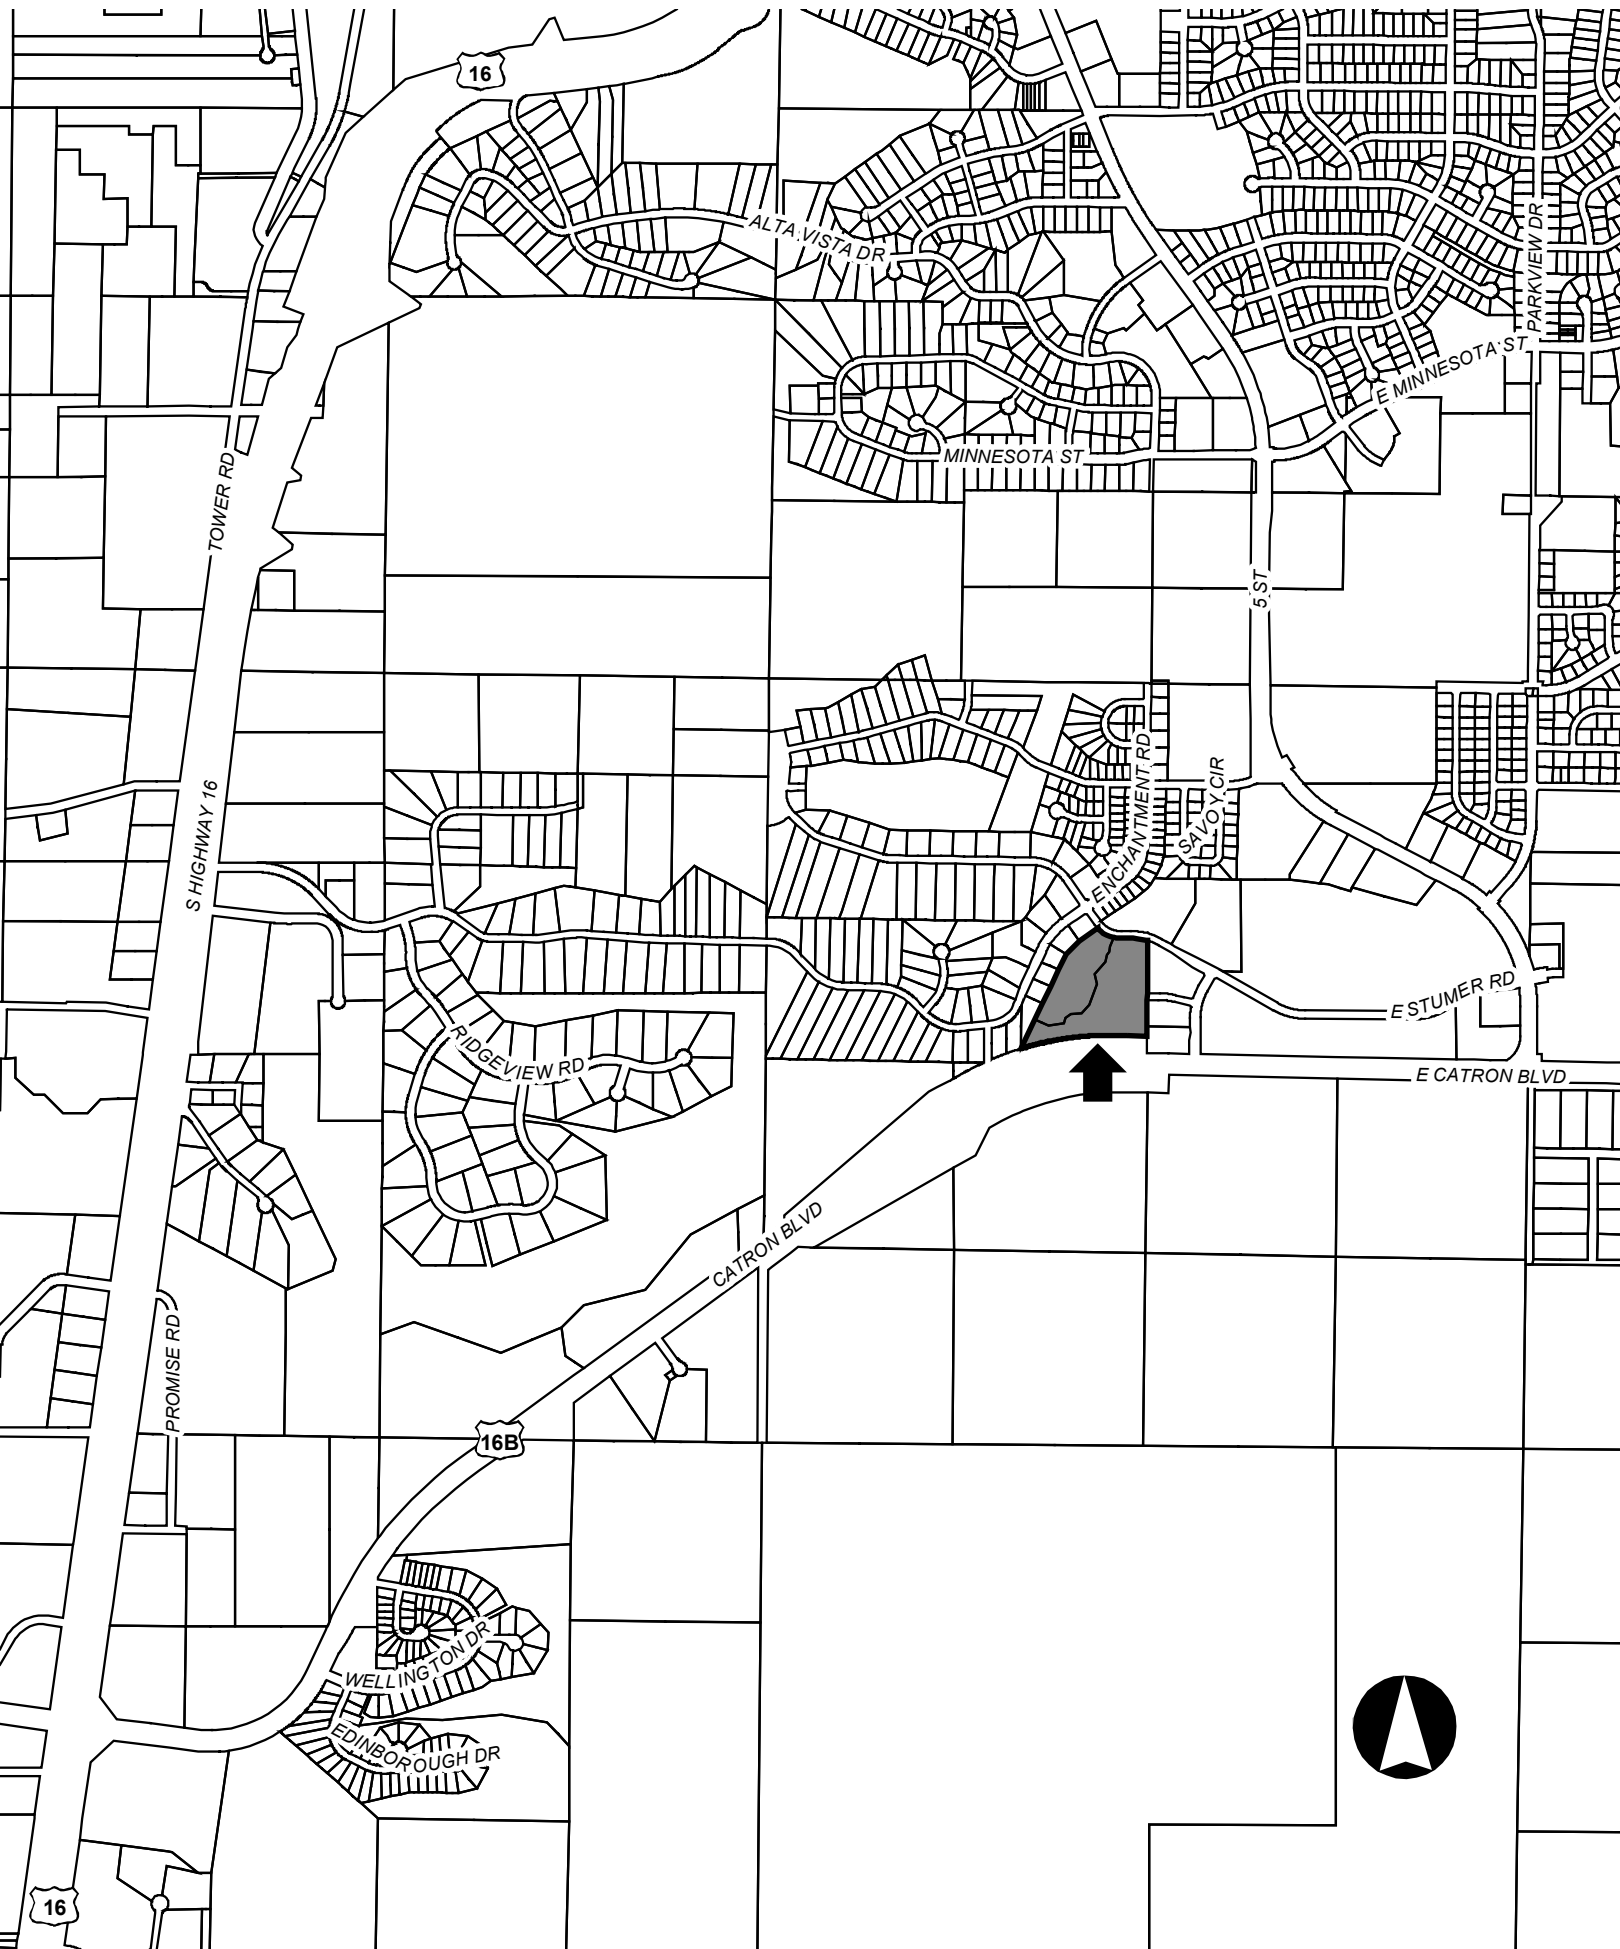 16
ALTA VISTA DR
PARKVIEW DR
E MINNESOTA ST
MINNESOTA ST
TOWER RD
5 ST
ENCHANTMENT RD
SAVOY CIR
S HIGHWAY 16
E STUMER RD
RIDGEVIEW RD
E CATRON BLVD
CATRON BLVD
PROMISE RD
16B
WELLINGTON DR
EDINBOROUGH DR
16